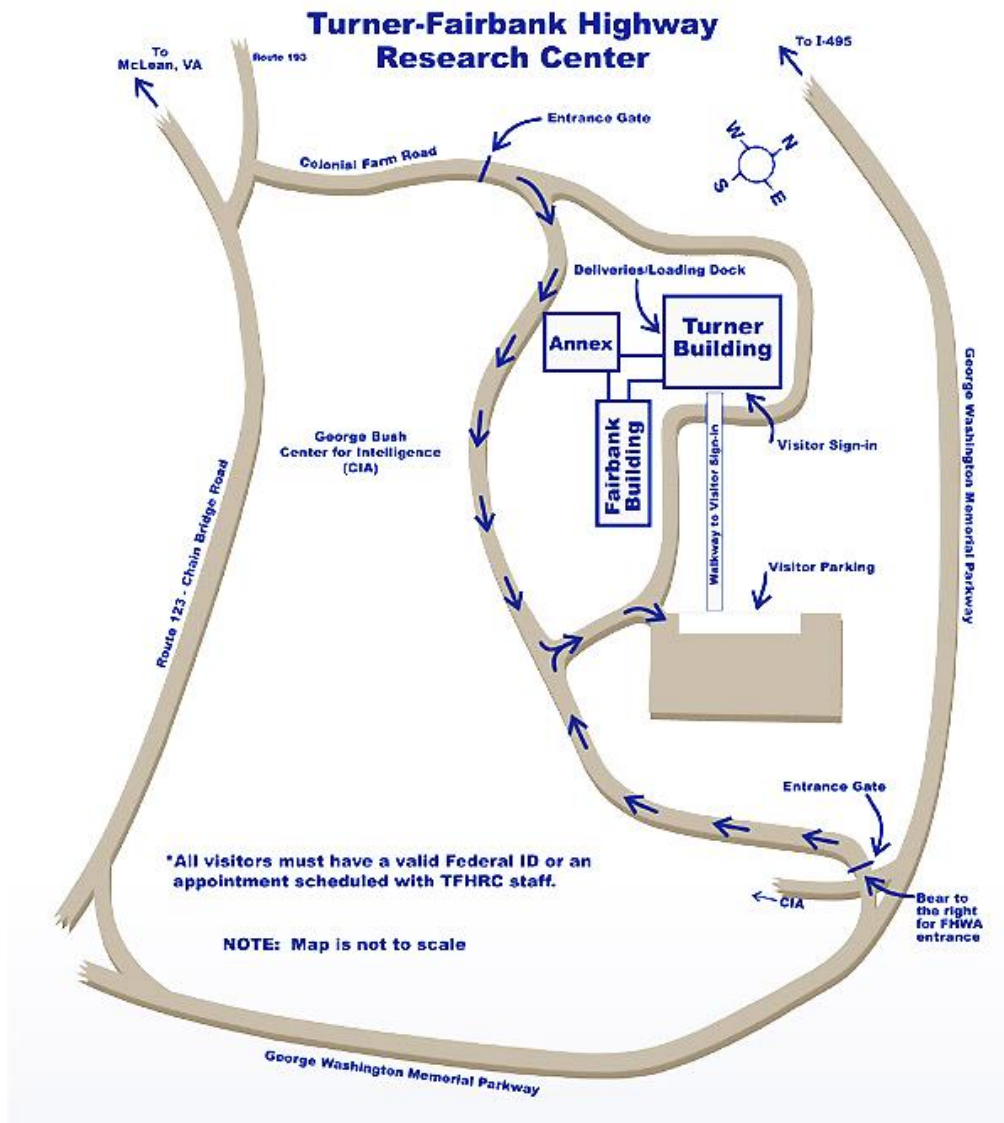 Turner-Fairbank Highway
Research Center
To
McLean, VA
Route 193
To I-495
Entrance Gate
Colonial Farm Road
W
N
S
E
Deliveries/Loading Dock
Annex
Turner
Building
Fairbank
Building
George Bush
Center for Intelligence
(CIA)
Visitor Sign-in
Walkway to Visitor Sign-in
George Washington Memorial Parkway
Route 123 - Chain Bridge Road
Visitor Parking
Entrance Gate
*All visitors must have a valid Federal ID or an
appointment scheduled with TFHRC staff.
CIA
Bear to
the right
for FHWA
entrance
NOTE: Map is not to scale
George Washington Memorial Parkway